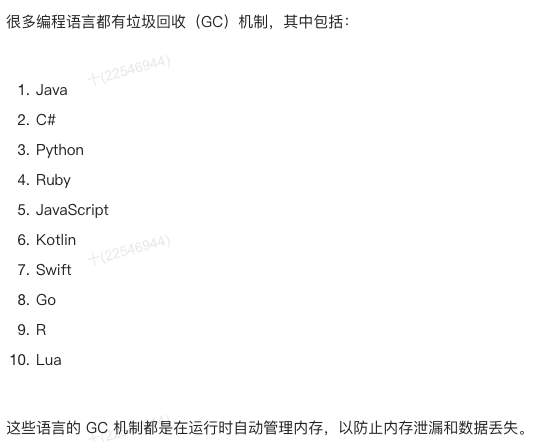 很多编程语言都有垃圾回收（GC）机制，其中包括：
十(22546944)
1. Java
2. C#
3. Python
4. Ruby
5. JavaScript
6. Kotlin
十(22546944)
7. Swift
8. Go
9. R
10. Lua
十(22546944)
这些语言的 GC 机制都是在运行时自动管理内存，以防止内存泄漏和数据丢失。